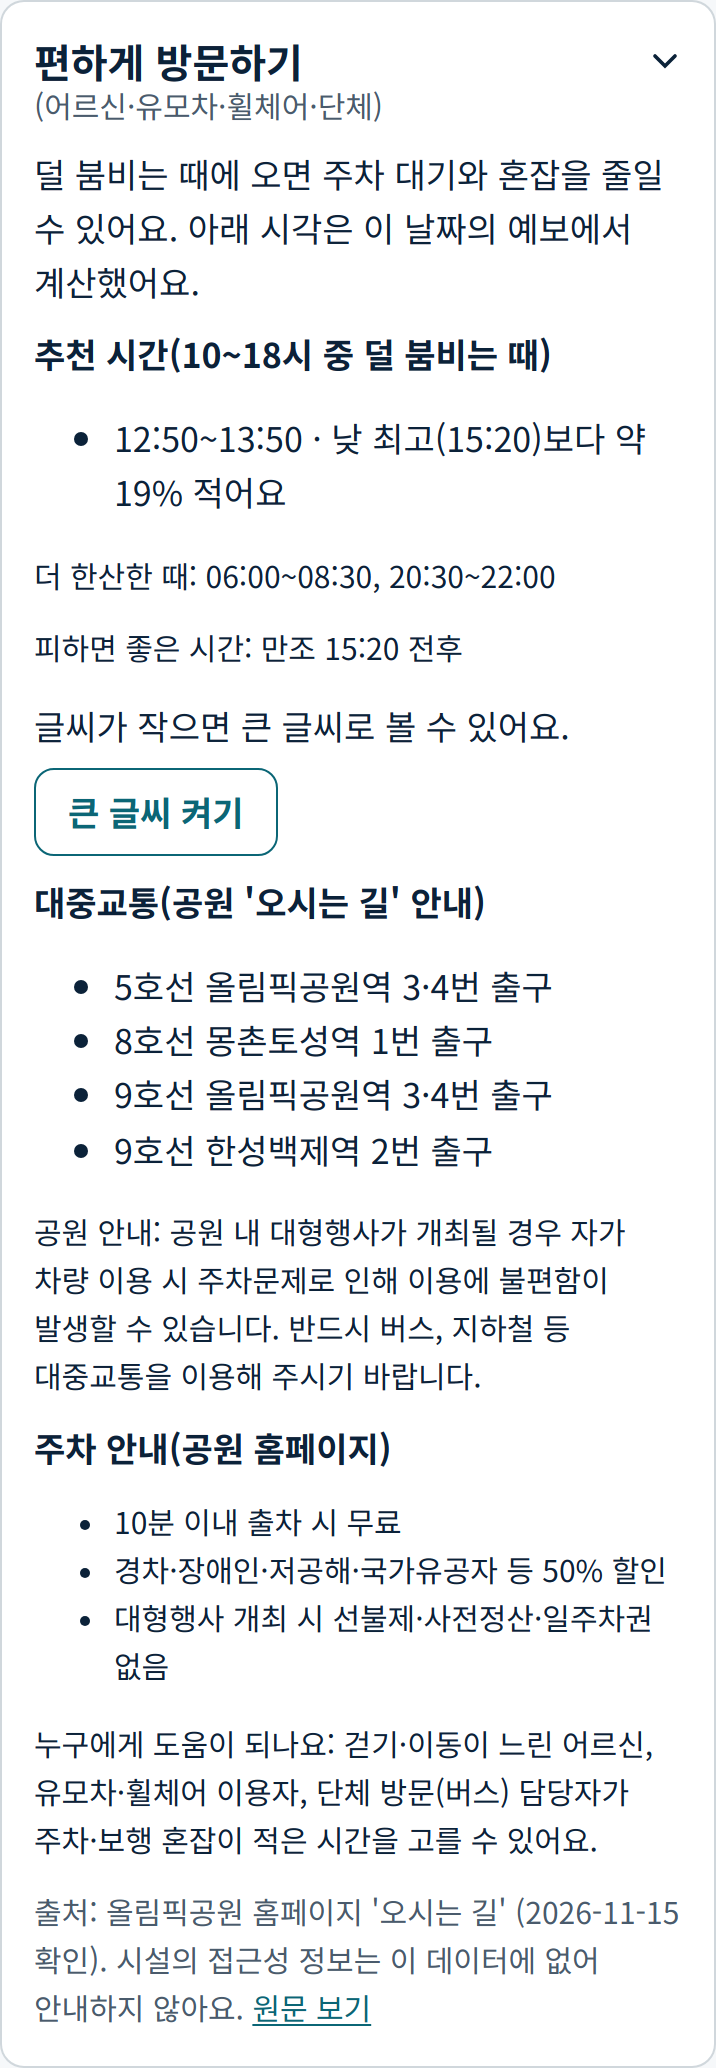 편하게 방문하기
(어르신·유모차·휠체어·단체)
덜 붐비는 때에 오면 주차 대기와 혼잡을 줄일
수 있어요. 아래 시각은 이 날짜의 예보에서
계산했어요.
추천 시간(10~18시 중 덜 붐비는 때)
• 12:50~13:50 · 낮 최고(15:20)보다 약
19% 적어요
더 한산한 때: 06:00~08:30, 20:30~22:00
피하면 좋은 시간: 만조 15:20 전후
글씨가 작으면 큰 글씨로 볼 수 있어요.
큰 글씨 켜기
대중교통(공원 '오시는 길' 안내)
• 5호선 올림픽공원역 3·4번 출구
• 8호선 몽촌토성역 1번 출구
• 9호선 올림픽공원역 3·4번 출구
• 9호선 한성백제역 2번 출구
공원 안내: 공원 내 대형행사가 개최될 경우 자가
차량 이용 시 주차문제로 인해 이용에 불편함이
발생할 수 있습니다. 반드시 버스, 지하철 등
대중교통을 이용해 주시기 바랍니다.
주차 안내(공원 홈페이지)
• 10분 이내 출차 시 무료
• 경차·장애인·저공해·국가유공자 등 50% 할인
• 대형행사 개최 시 선불제·사전정산·일주차권
없음
누구에게 도움이 되나요: 걷기·이동이 느린 어르신,
유모차·휠체어 이용자, 단체 방문(버스) 담당자가
주차·보행 혼잡이 적은 시간을 고를 수 있어요.
출처: 올림픽공원 홈페이지 '오시는 길' (2026-11-15
확인). 시설의 접근성 정보는 이 데이터에 없어
안내하지 않아요. 원문 보기